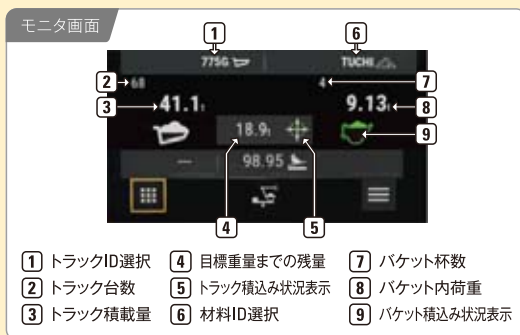 モニタ画面
1 6
775G TUCHI
2 68 4 7
3 41.1t 9.13t 8
18.9t 9
— 98.95
4 5
1 トラックID選択 4 目標重量までの残量 7 バケット杯数
2 トラック台数 5 トラック積込み状況表示 8 バケット内荷重
3 トラック積載量 6 材料ID選択 9 バケット積込み状況表示